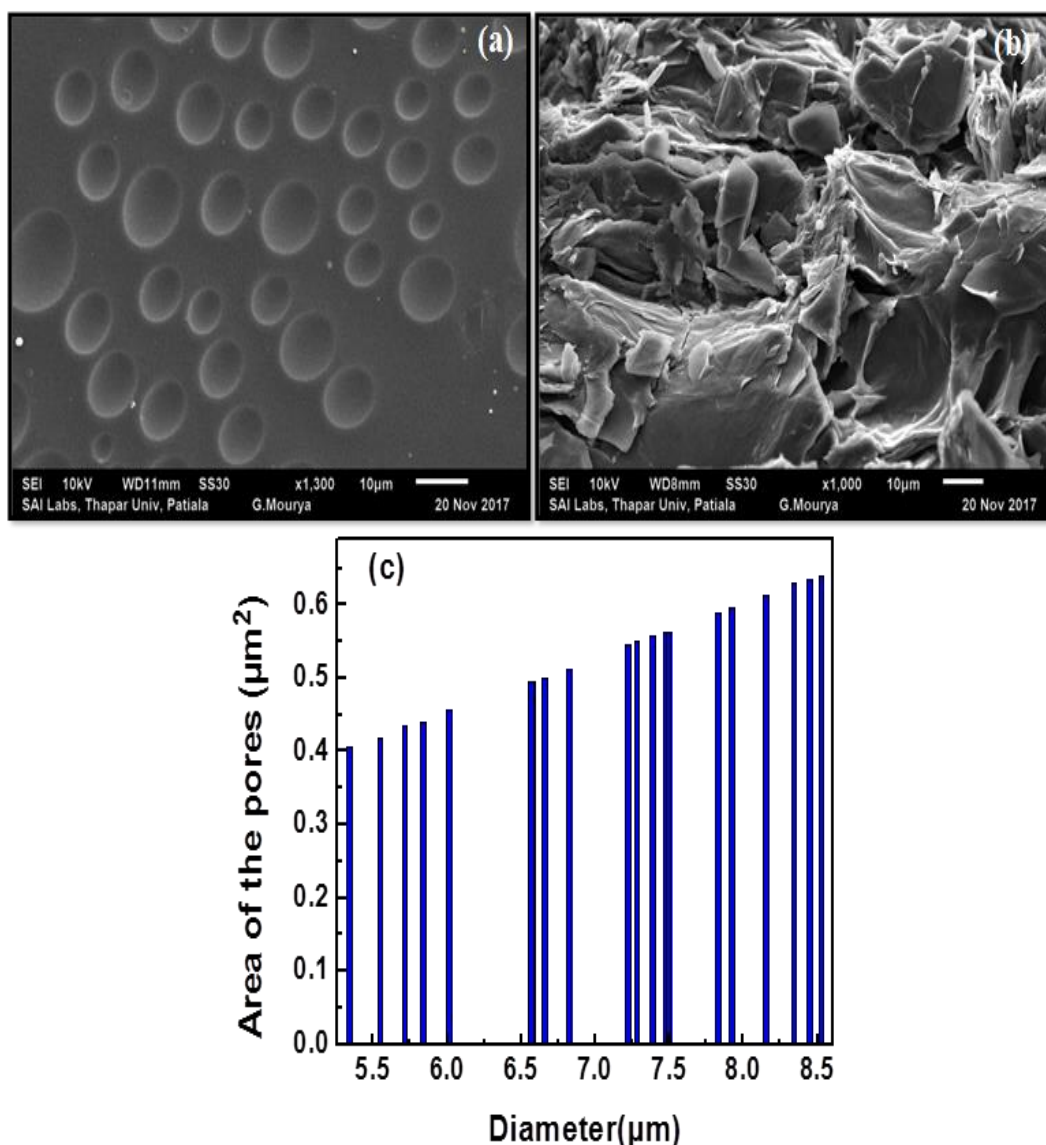 (a)
SEI 10kV WD11mm SS30 x1,300 10μm
SAI Labs, Thapar Univ, Patiala G.Mourya 20 Nov 2017
(b)
SEI 10kV WD8mm SS30 x1,000 10μm
SAI Labs, Thapar Univ, Patiala G.Mourya 20 Nov 2017
(c)
Area of the pores (μm²)
0.6
0.5
0.4
0.3
0.2
0.1
0.0
5.5 6.0 6.5 7.0 7.5 8.0 8.5
Diameter(μm)